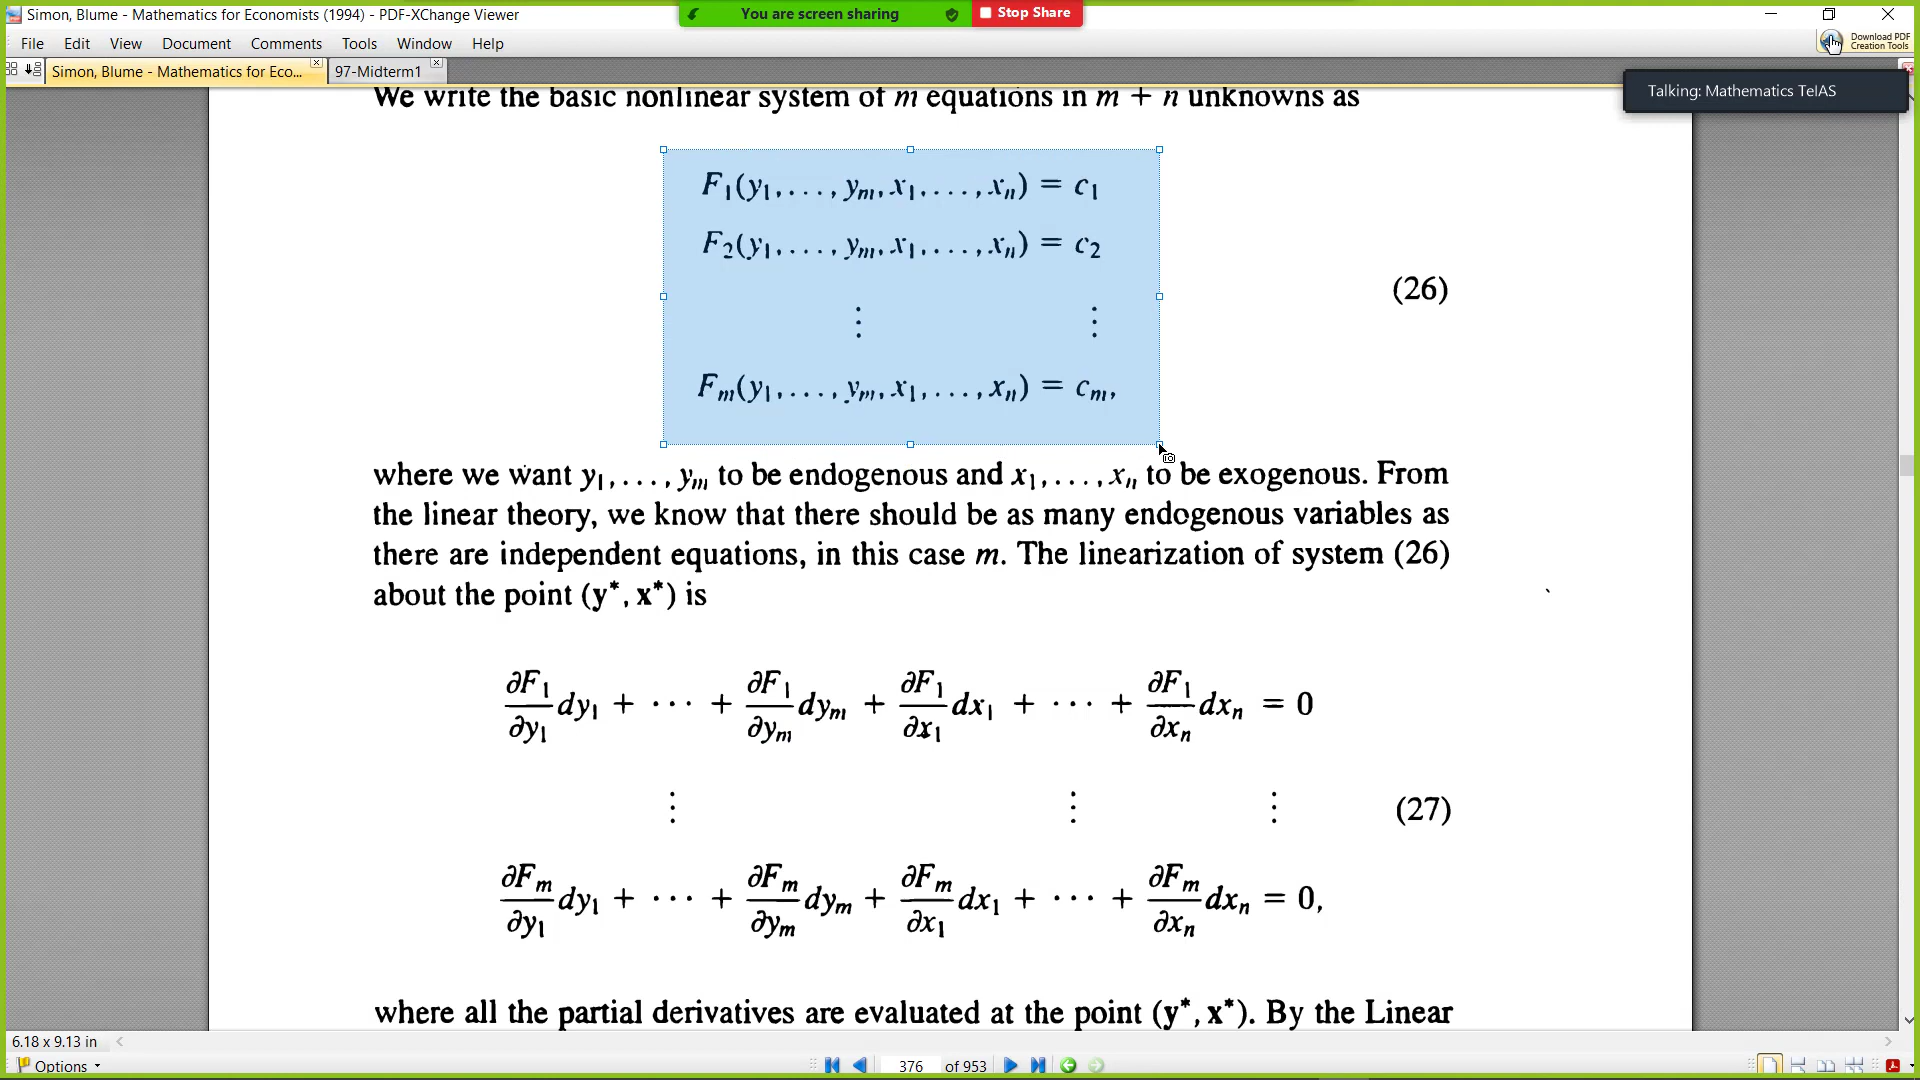 Simon, Blume - Mathematics for Economists (1994) - PDF-XChange Viewer
You are screen sharing
Stop Share
File Edit View Document Comments Tools Window Help
Download PDF
Creation Tools
Simon, Blume - Mathematics for Eco...
97-Midterm1
Talking: Mathematics TeIAS
We write the basic nonlinear system of m equations in m + n unknowns as
F₁(y₁, . . . , yₘ, x₁, . . . , xₙ) = c₁
F₂(y₁, . . . , yₘ, x₁, . . . , xₙ) = c₂
(26)
⋮ ⋮
Fₘ(y₁, . . . , yₘ, x₁, . . . , xₙ) = cₘ,
where we want y₁, . . . , yₘ to be endogenous and x₁, . . . , xₙ to be exogenous. From
the linear theory, we know that there should be as many endogenous variables as
there are independent equations, in this case m. The linearization of system (26)
about the point (y*, x*) is
∂F₁/∂y₁ dy₁ + · · · + ∂F₁/∂yₘ dyₘ + ∂F₁/∂x₁ dx₁ + · · · + ∂F₁/∂xₙ dxₙ = 0
⋮ ⋮ ⋮ (27)
∂Fₘ/∂y₁ dy₁ + · · · + ∂Fₘ/∂yₘ dyₘ + ∂Fₘ/∂x₁ dx₁ + · · · + ∂Fₘ/∂xₙ dxₙ = 0,
where all the partial derivatives are evaluated at the point (y*, x*). By the Linear
6.18 x 9.13 in
Options
376 of 953